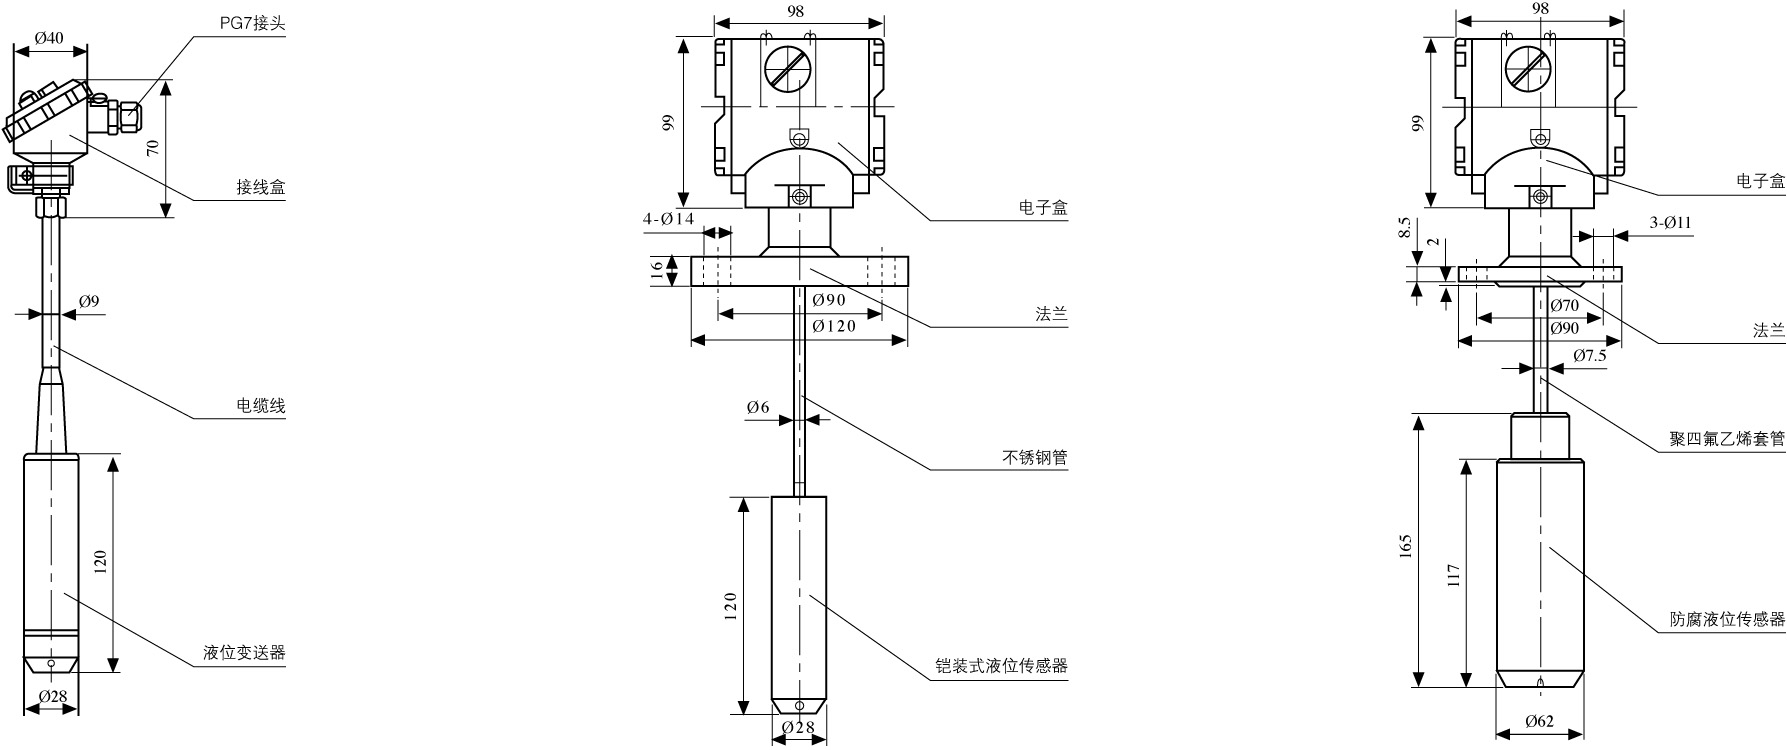 PG7接头
Ø40
70
接线盒
Ø9
电缆线
120
液位变送器
Ø28
98
99
电子盒
4-Ø14
16
Ø90
Ø120
法兰
Ø6
不锈钢管
120
铠装式液位传感器
Ø28
98
99
电子盒
8.5
2
3-Ø11
Ø70
Ø90
法兰
Ø7.5
聚四氟乙烯套管
165
117
防腐液位传感器
Ø62